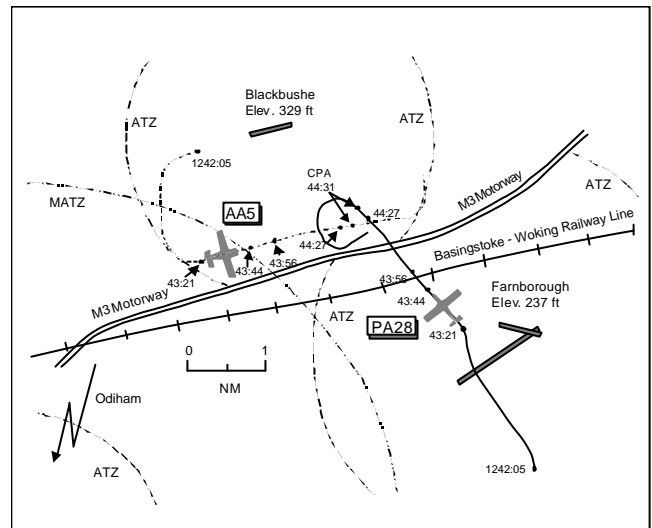 Blackbushe
Elev. 329 ft
ATZ
ATZ
1242:05
MATZ
CPA
44:31
M3 Motorway
ATZ
AA5
44:27
44:27
Basingstoke - Woking Railway Line
43:56
43:44
43:21
43:56
43:44
Farnborough
Elev. 237 ft
M3 Motorway
ATZ
PA28
43:21
0 1
NM
Odiham
ATZ
1242:05